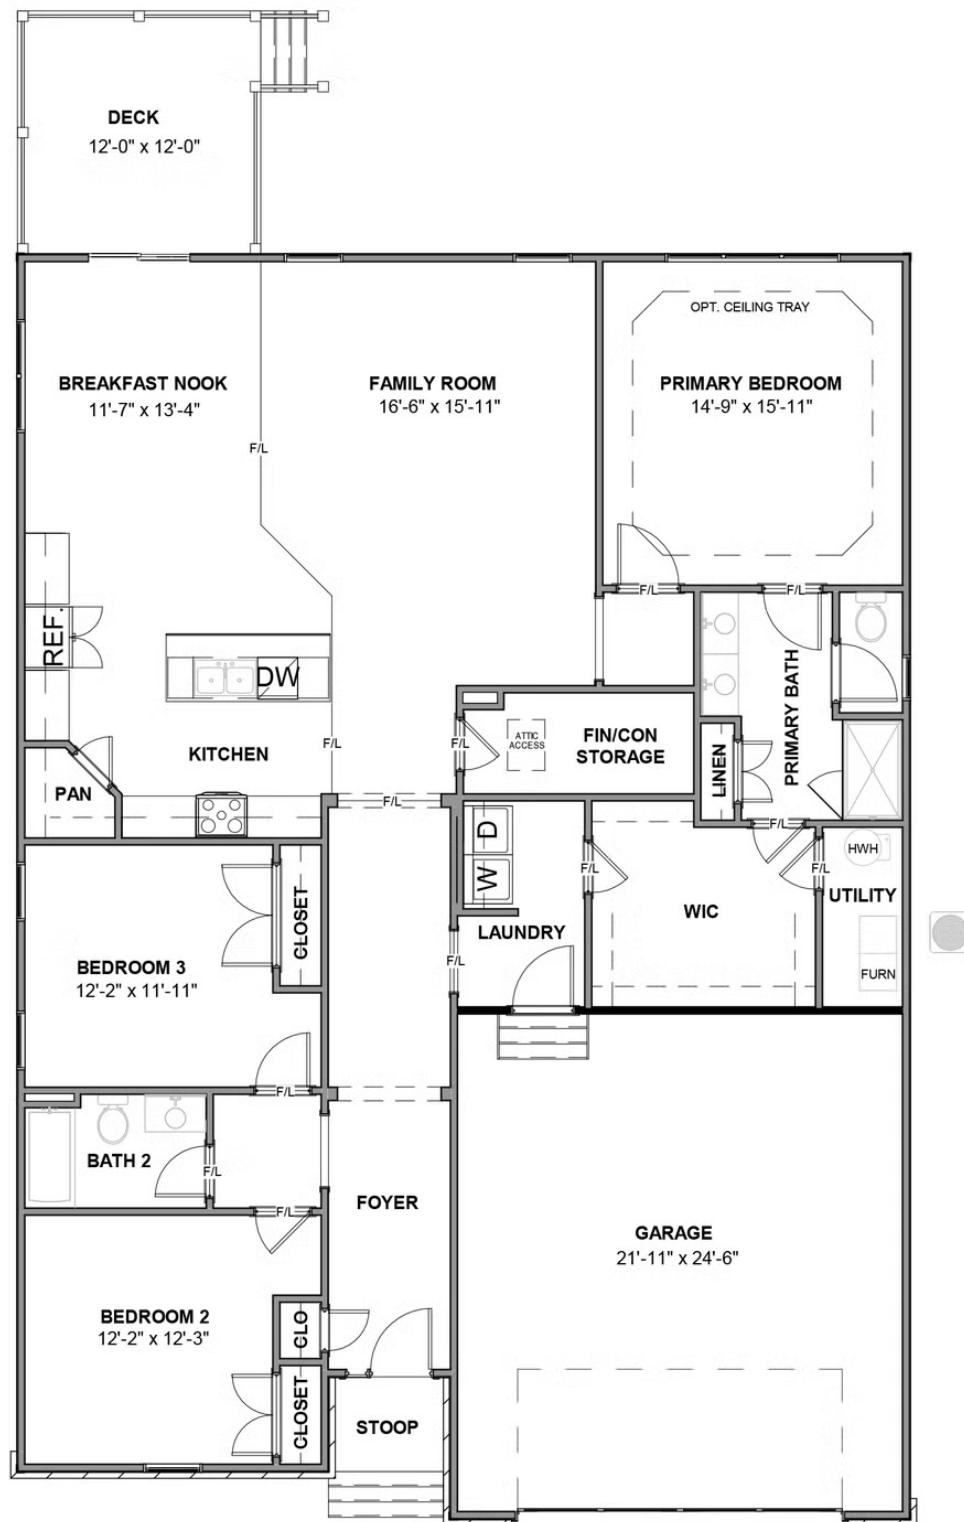 DECK
12'-0" x 12'-0"
OPT. CEILING TRAY
BREAKFAST NOOK
11'-7" x 13'-4"
FAMILY ROOM
16'-6" x 15'-11"
PRIMARY BEDROOM
14'-9" x 15'-11"
F/L
F/L
F/L
REF.
DW
PRIMARY BATH
KITCHEN
F/L
F/L
ATTIC
ACCESS
FIN/CON
STORAGE
LINEN
PAN
F/L
F/L
D
W
F/L
F/L
HWH
UTILITY
CLOSET
WIC
LAUNDRY
F/L
FURN
BEDROOM 3
12'-2" x 11'-11"
F/L
BATH 2
F/L
F/L
FOYER
GARAGE
21'-11" x 24'-6"
BEDROOM 2
12'-2" x 12'-3"
CLO
CLOSET
STOOP